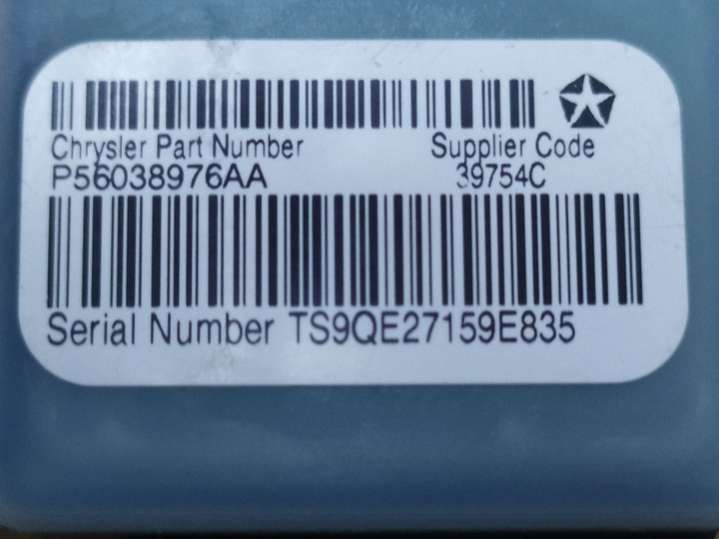 Chrysler Part Number Supplier Code
P56038976AA 39754C
Serial Number TS9QE27159E835